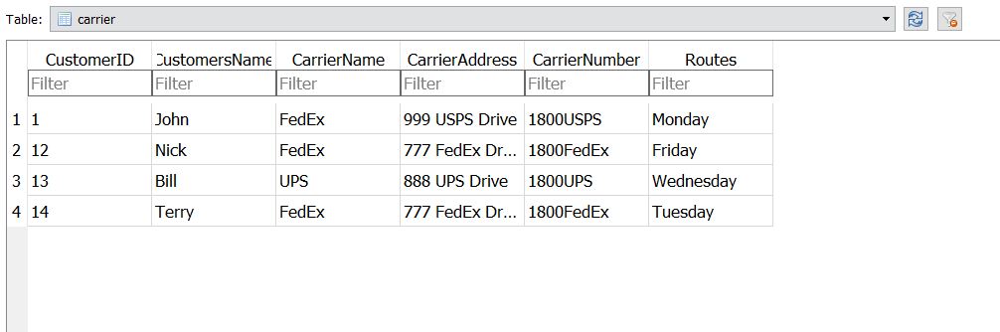 Table: carrier
CustomerID CustomersName CarrierName CarrierAddress CarrierNumber Routes
Filter Filter Filter Filter Filter Filter
1 1 John FedEx 999 USPS Drive 1800USPS Monday
2 12 Nick FedEx 777 FedEx Dr... 1800FedEx Friday
3 13 Bill UPS 888 UPS Drive 1800UPS Wednesday
4 14 Terry FedEx 777 FedEx Dr... 1800FedEx Tuesday